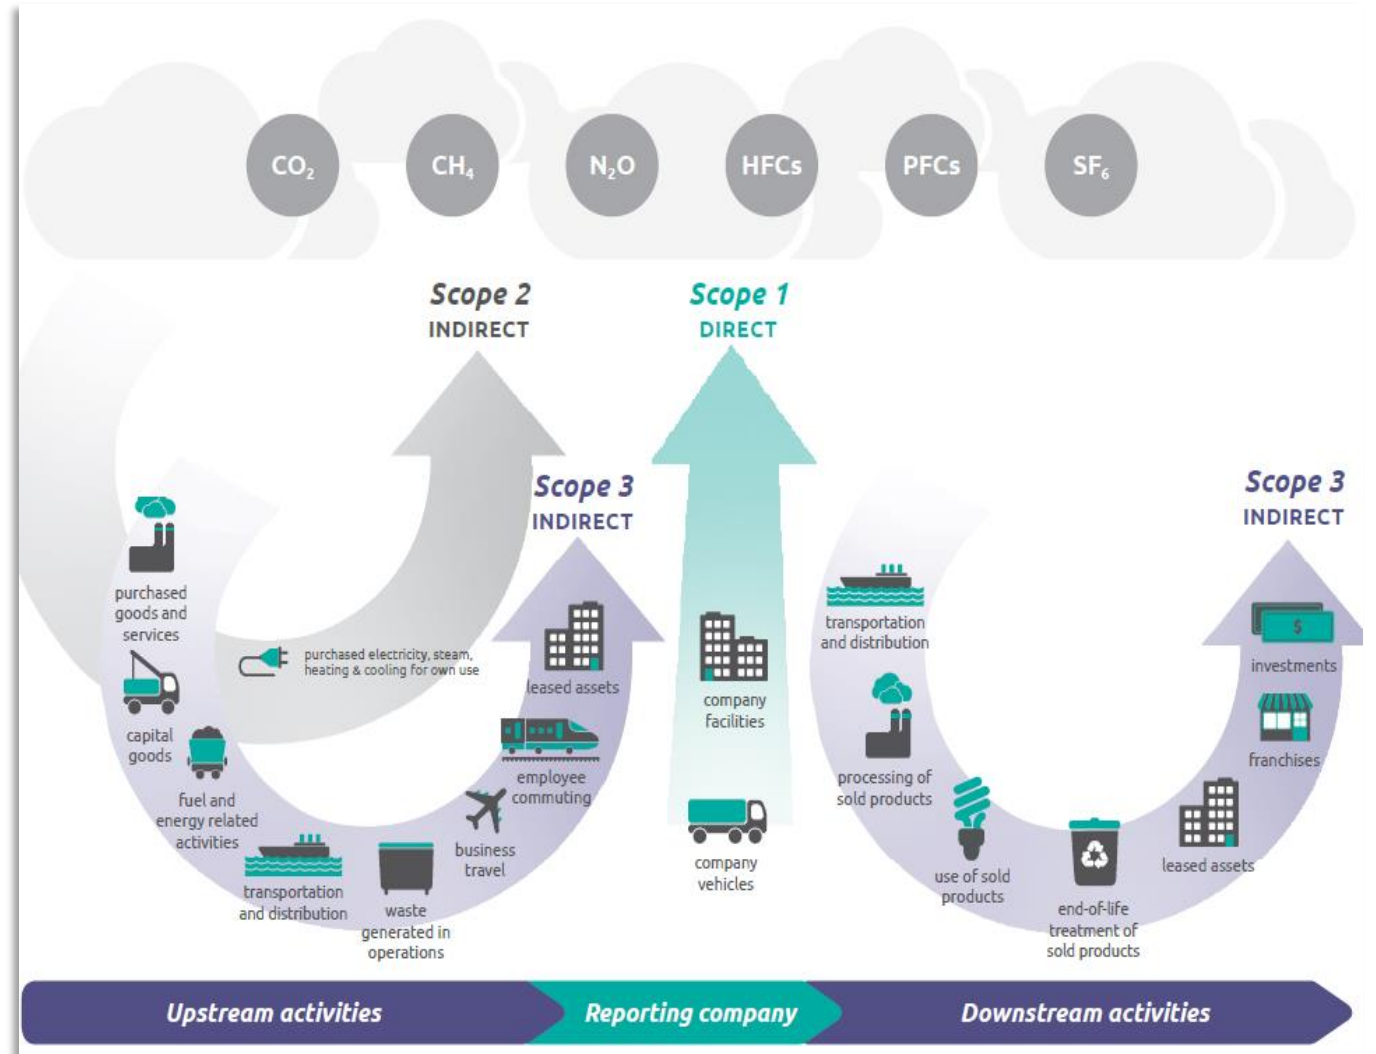 CO₂
CH₄
N₂O
HFCs
PFCs
SF₆
Scope 2
INDIRECT
Scope 1
DIRECT
Scope 3
INDIRECT
Scope 3
INDIRECT
purchased
goods and
services
capital
goods
fuel and
energy related
activities
transportation
and distribution
waste
generated in
operations
business
travel
employee
commuting
leased assets
purchased electricity, steam,
heating & cooling for own use
company
facilities
company
vehicles
transportation
and distribution
processing of
sold products
use of sold
products
end-of-life
treatment of
sold products
leased assets
franchises
$
investments
Upstream activities
Reporting company
Downstream activities